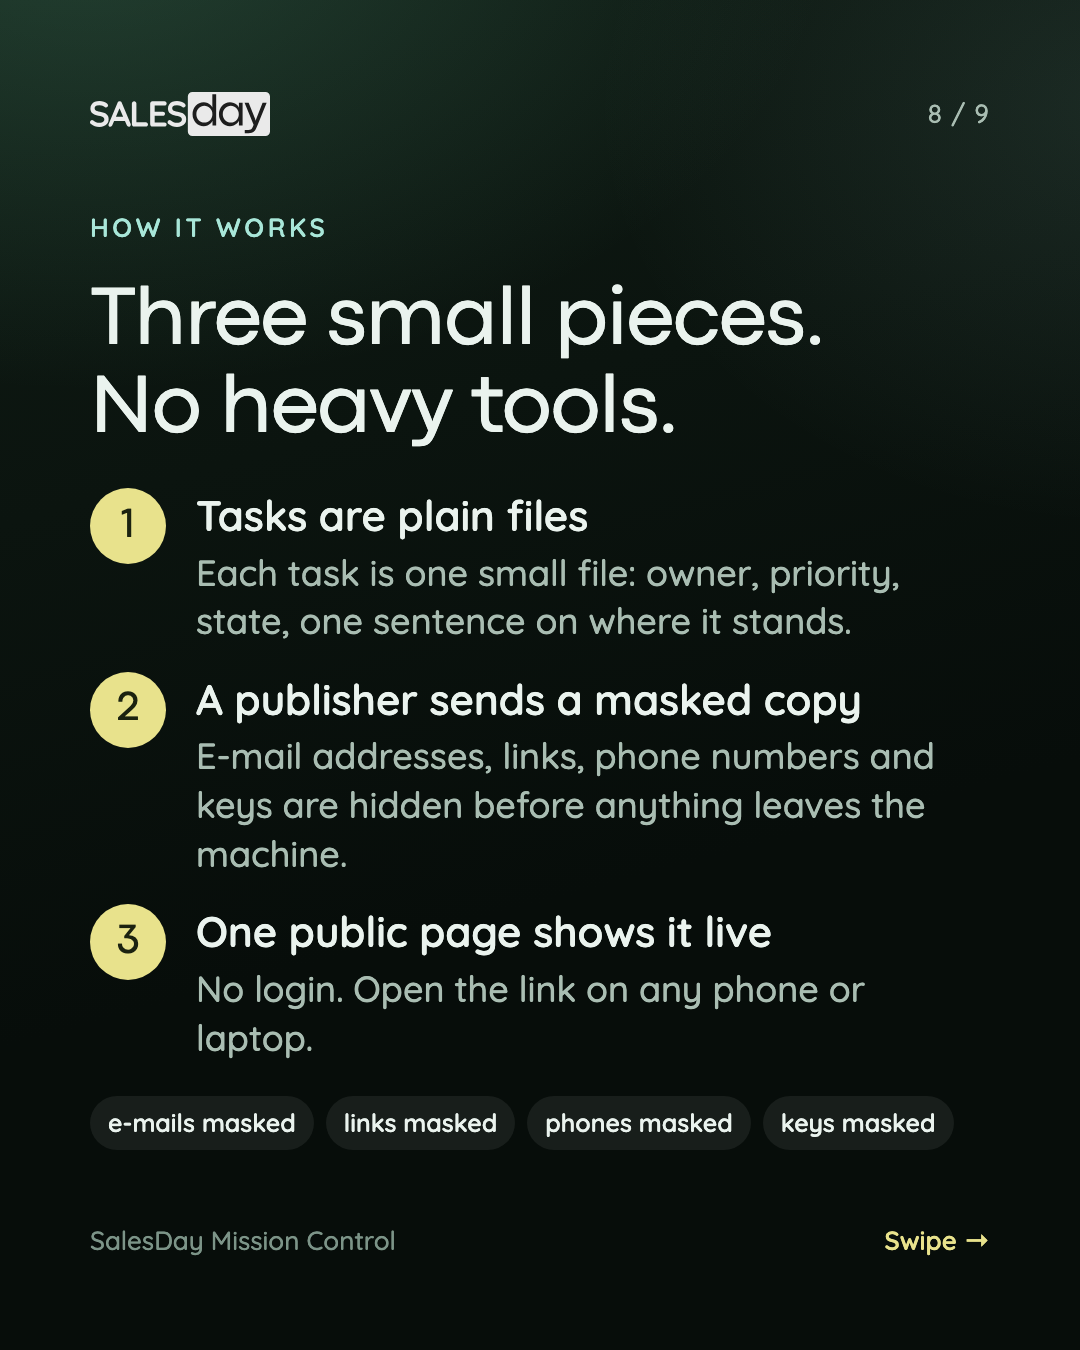 SALESday
8 / 9
HOW IT WORKS
Three small pieces.
No heavy tools.
1
Tasks are plain files
Each task is one small file: owner, priority,
state, one sentence on where it stands.
2
A publisher sends a masked copy
E-mail addresses, links, phone numbers and
keys are hidden before anything leaves the
machine.
3
One public page shows it live
No login. Open the link on any phone or
laptop.
e-mails masked links masked phones masked keys masked
SalesDay Mission Control
Swipe →